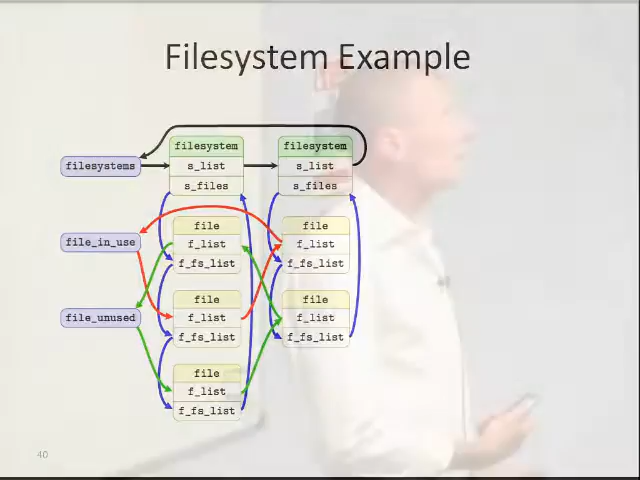 Filesystem Example
filesystems
filesystem
s_list
s_files
filesystem
s_list
s_files
file_in_use
file_unused
file
f_list
f_fs_list
file
f_list
f_fs_list
file
f_list
f_fs_list
file
f_list
f_fs_list
file
f_list
f_fs_list
40